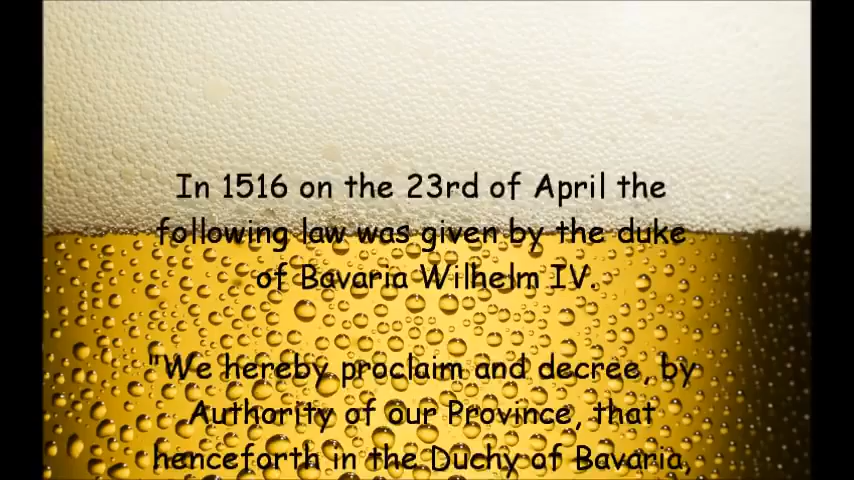 In 1516 on the 23rd of April the
following law was given by the duke
of Bavaria Wilhelm IV.
"We hereby proclaim and decree, by
Authority of our Province, that
henceforth in the Duchy of Bavaria,